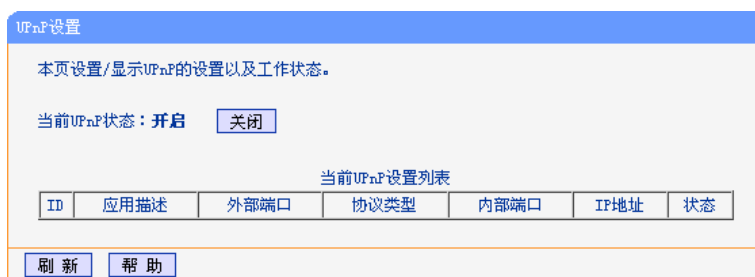 UPnP设置
本页设置/显示UPnP的设置以及工作状态。
当前UPnP状态：开启 关闭
当前UPnP设置列表
ID 应用描述 外部端口 协议类型 内部端口 IP地址 状态
刷 新 帮 助